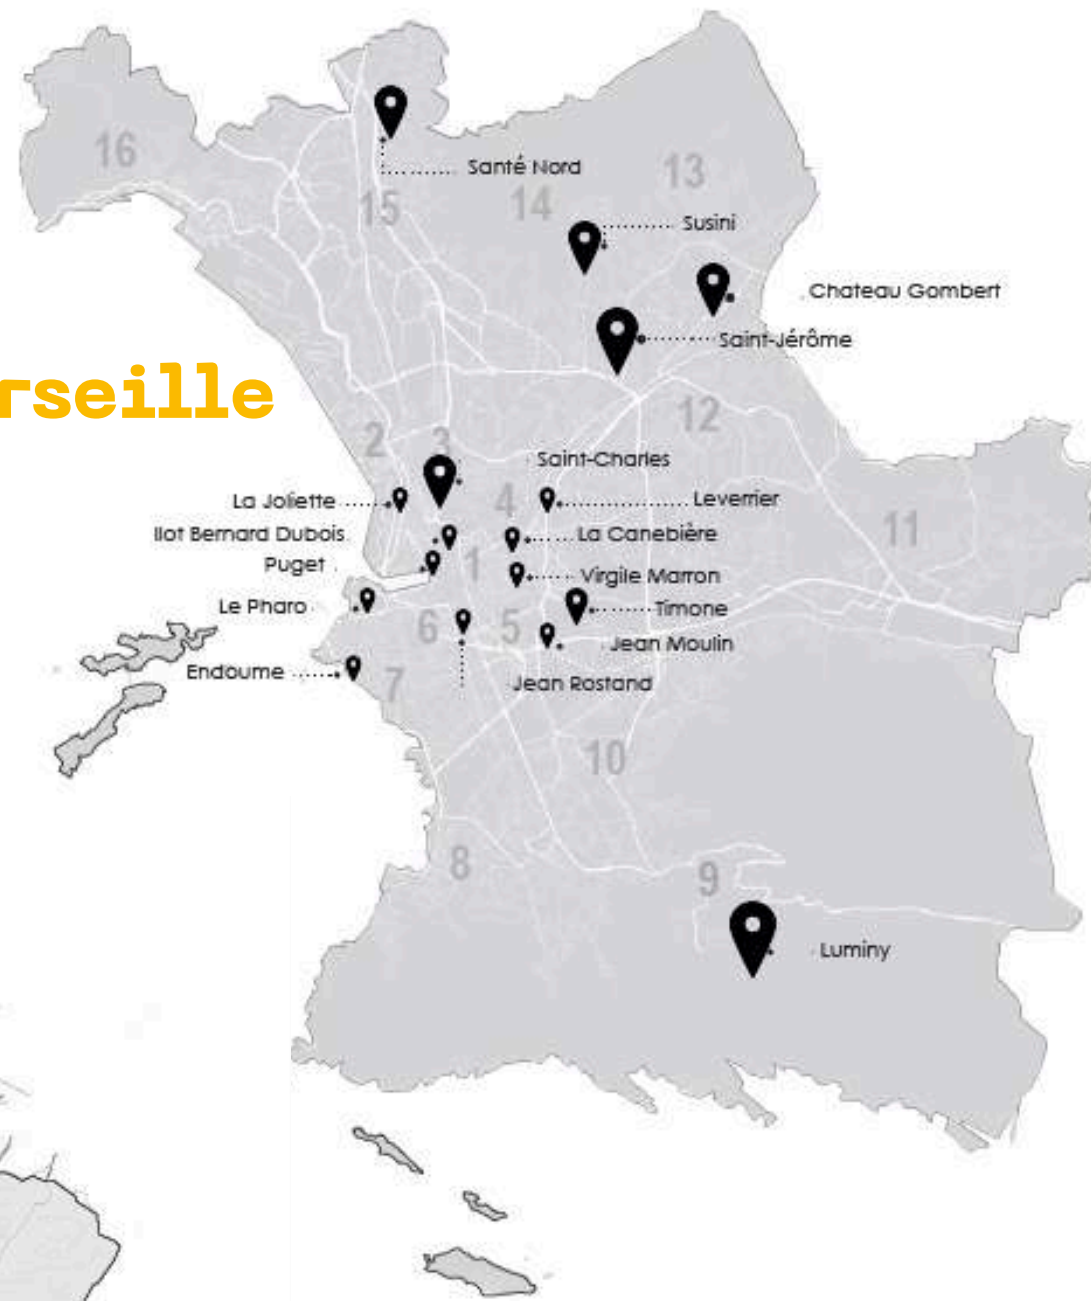 16
Santé Nord
13
15
14
Susini
Chateau Gombert
Saint-Jérôme
rseille
12
2
3
Saint-Charles
La Joliette
4
Leverrier
11
Ilot Bernard Dubois
La Canebière
Puget
1
Virgile Marron
Le Pharo
Timone
6
5
Jean Moulin
Endoume
7
Jean Rostand
10
8
9
Luminy